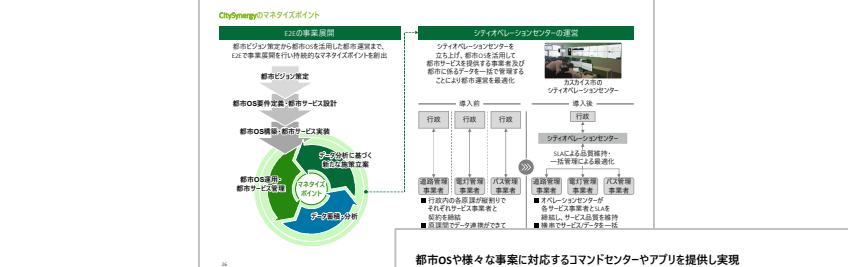 CitySynergyのマネタイズポイント
E2Eの事業展開
都市ビジョン策定から都市OSを活用した都市運営まで、
E2Eで事業展開を行い持続的なマネタイズポイントを創出
都市ビジョン策定
都市OS要件定義・都市サービス設計
都市OS構築・都市サービス実装
データ分析に基づく
新たな施策立案
都市OS運用・
都市サービス管理
マネタイズ
ポイント
データ蓄積・分析
シティオペレーションセンターの運営
シティオペレーションセンターを
立ち上げ、都市OSを活用して
都市サービスを提供する事業者及び
都市に係るデータを一括で管理する
ことにより都市運営を最適化
カスカイス市の
シティオペレーションセンター
導入前
行政
行政
行政
道路管理
事業者
電灯管理
事業者
バス管理
事業者
■ 行政内の各原課が縦割りで
それぞれサービス事業者と
契約を締結
■ 原課間でデータ連携ができて
導入後
行政
シティオペレーションセンター
SLAによる品質維持・
一括管理による最適化
道路管理
事業者
電灯管理
事業者
バス管理
事業者
■ オペレーションセンターが
各サービス事業者とSLAを
締結し、サービス品質を維持
■ 横串でサービス/データを一括
都市OSや様々な事案に対応するコマンドセンターやアプリを提供し実現